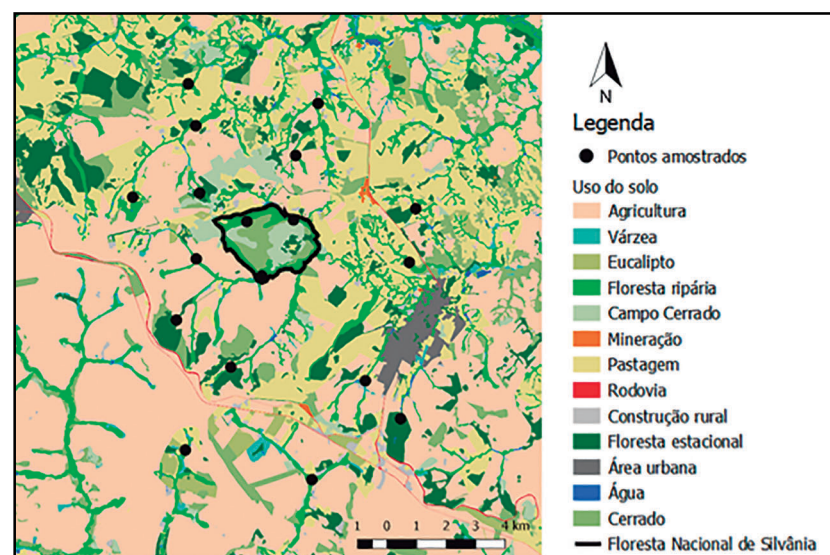 N
Legenda
Pontos amostrados
Uso do solo
Agricultura
Várzea
Eucalipto
Floresta ripária
Campo Cerrado
Mineração
Pastagem
Rodovia
Construção rural
Floresta estacional
Área urbana
Água
Cerrado
Floresta Nacional de Silvânia
1 0 1 2 3 4 km